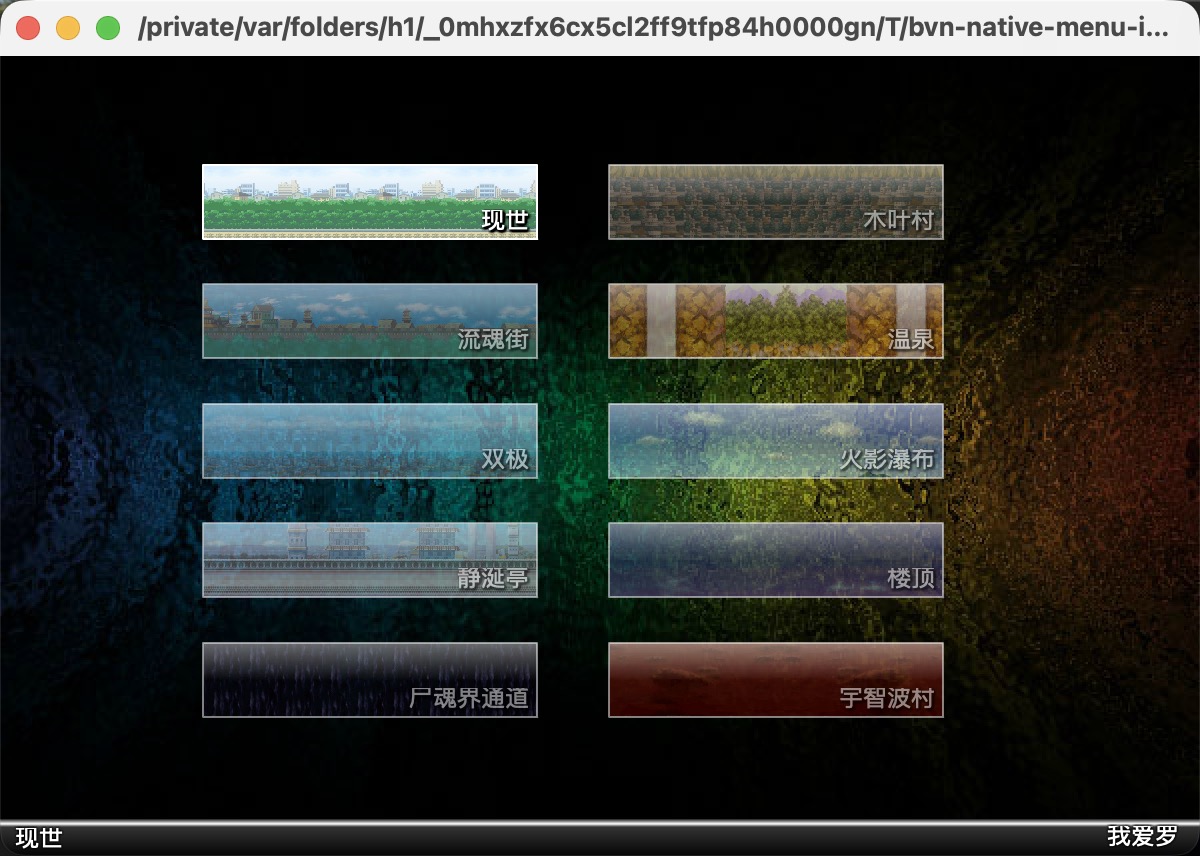 /private/var/folders/h1/_0mhxzfx6cx5cl2ff9tfp84h0000gn/T/bvn-native-menu-i...
现世
木叶村
流魂街
温泉
双极
火影瀑布
静涎亭
楼顶
尸魂界通道
宇智波村
现世
我爱罗